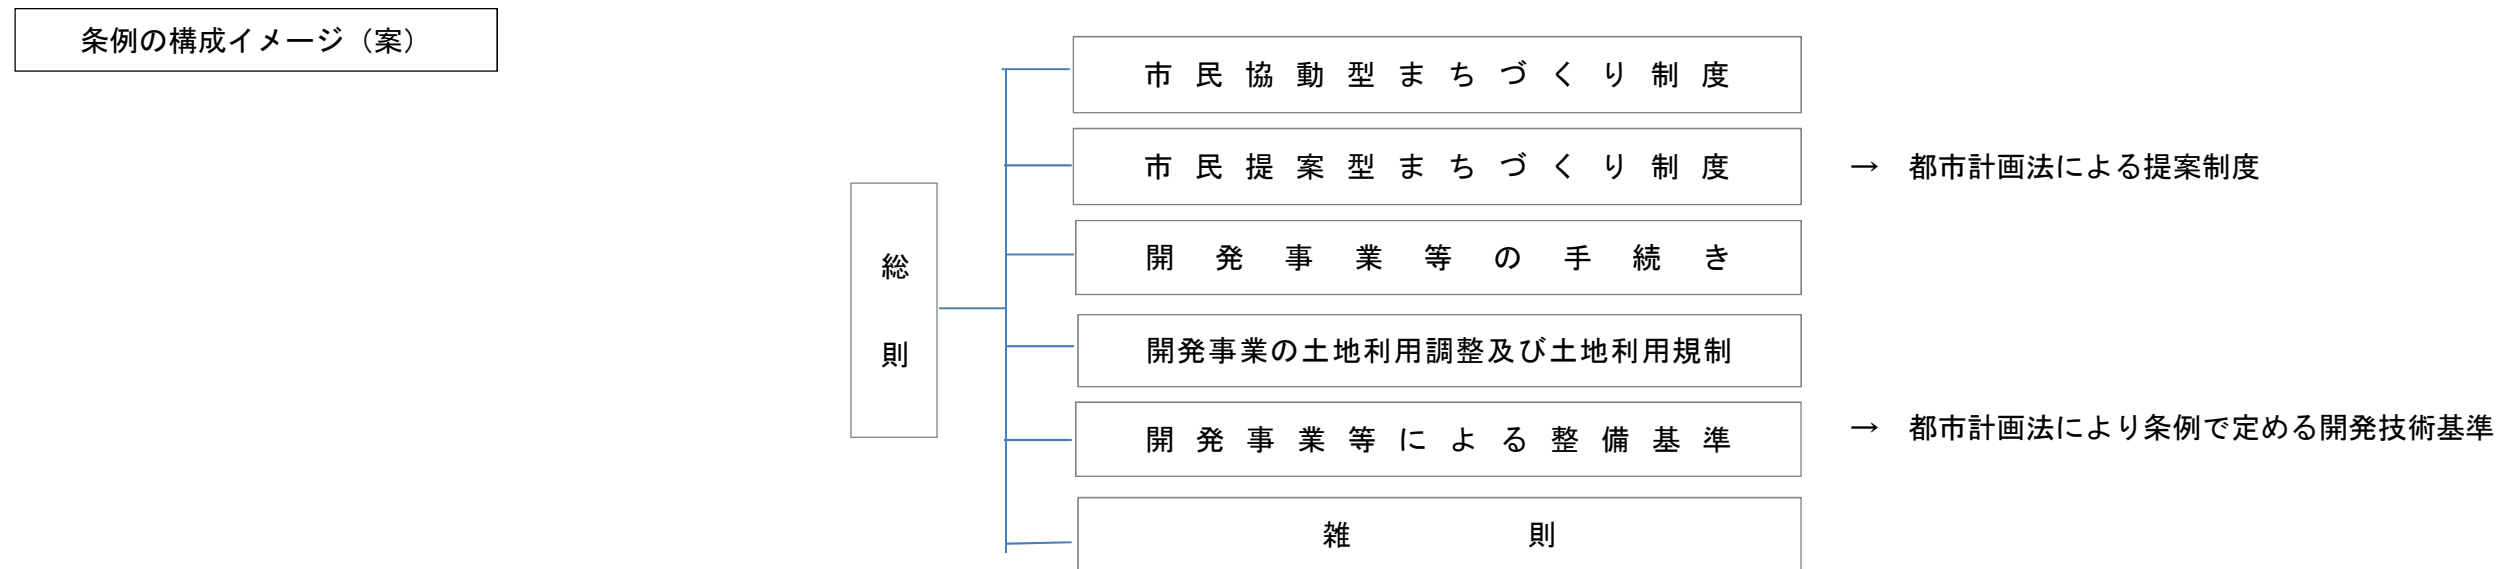 条例の構成イメージ（案）
市民協動型まちづくり制度
市民提案型まちづくり制度
→　都市計画法による提案制度
総則
開発事業等の手続き
開発事業の土地利用調整及び土地利用規制
開発事業等による整備基準
→　都市計画法により条例で定める開発技術基準
雑則